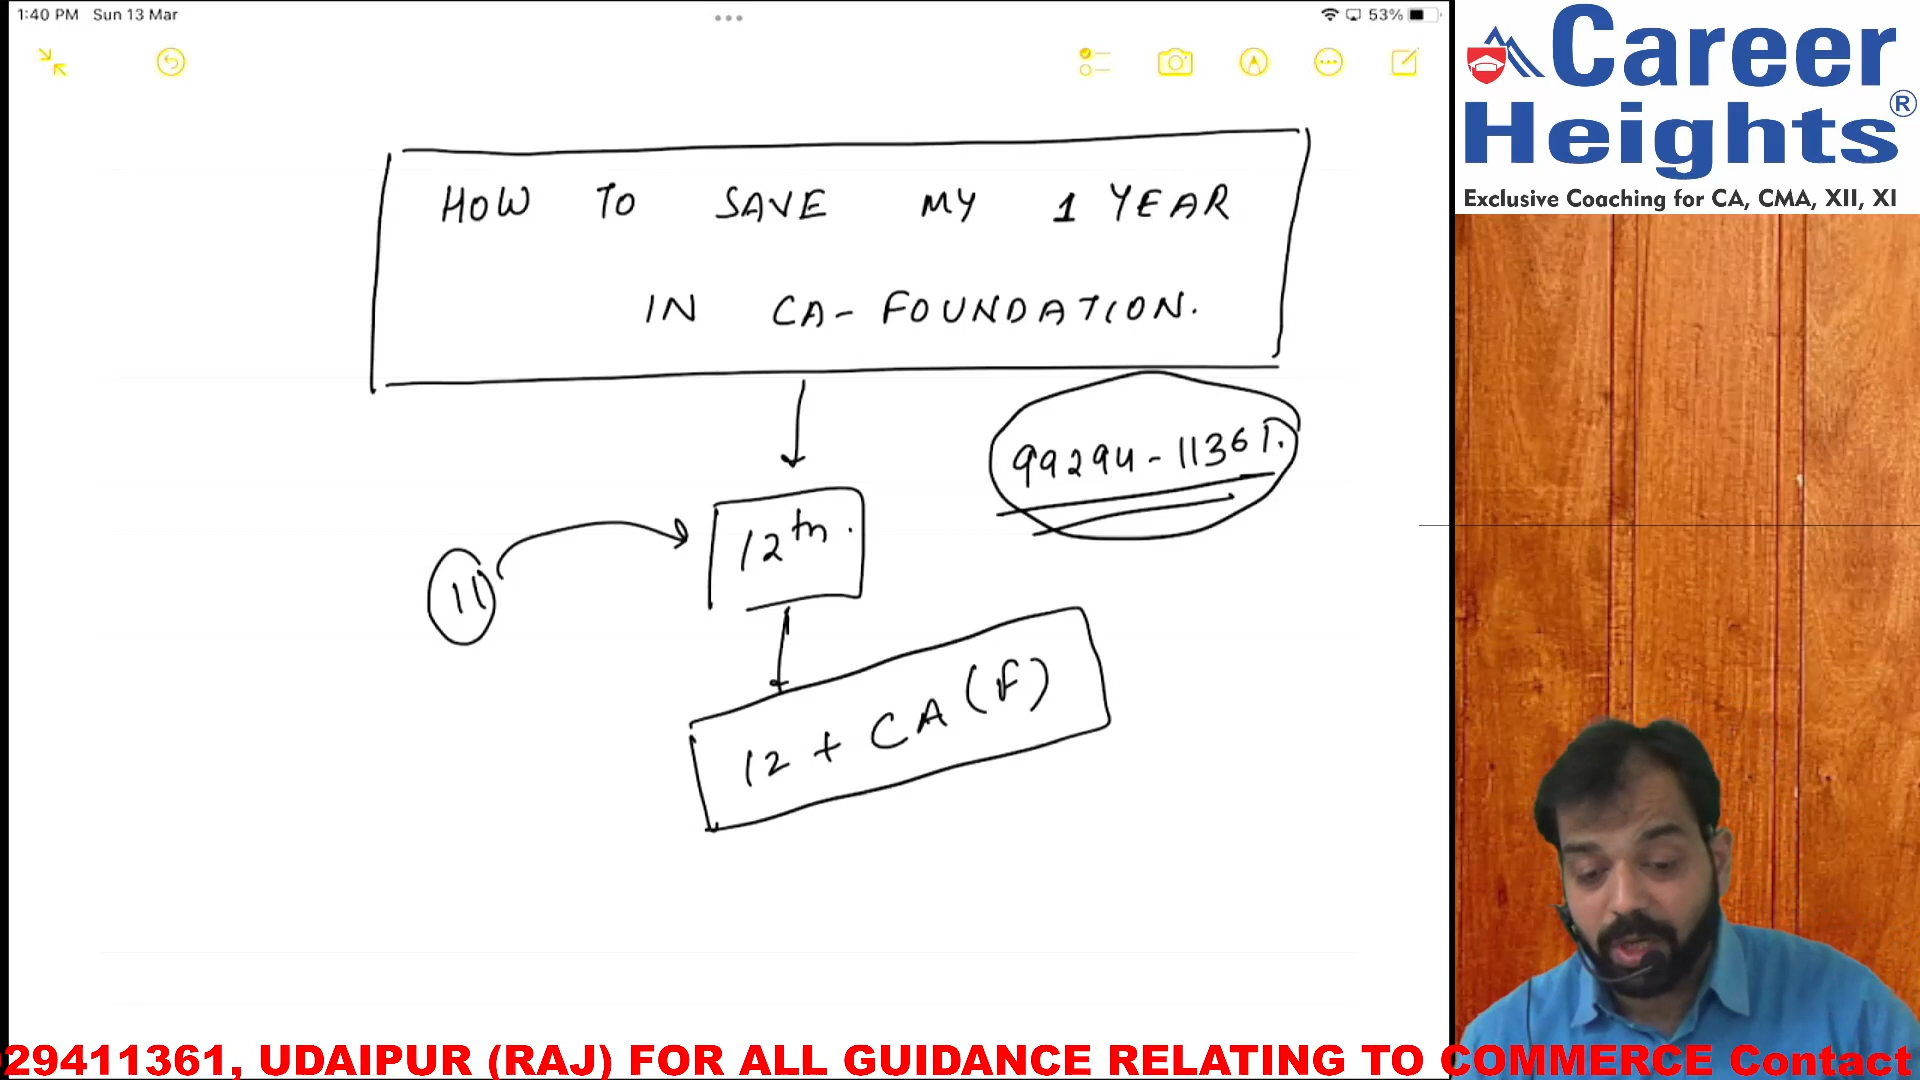 1:40 PM Sun 13 Mar
53%
Career
Heights®
Exclusive Coaching for CA, CMA, XII, XI
HOW TO SAVE MY 1 YEAR
IN CA- FOUNDATION.
99294-11361.
12th.
11
12 + CA (F)
29411361, UDAIPUR (RAJ) FOR ALL GUIDANCE RELATING TO COMMERCE Contact